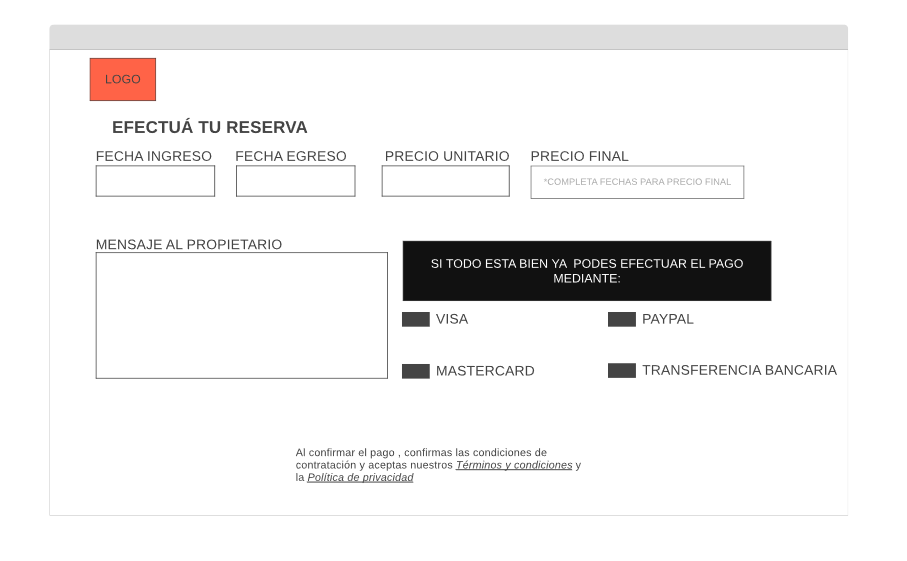 LOGO
EFECTUÁ TU RESERVA
FECHA INGRESO
FECHA EGRESO
PRECIO UNITARIO
PRECIO FINAL
*COMPLETA FECHAS PARA PRECIO FINAL
MENSAJE AL PROPIETARIO
SI TODO ESTA BIEN YA  PODES EFECTUAR EL PAGO
MEDIANTE:
VISA
PAYPAL
MASTERCARD
TRANSFERENCIA BANCARIA
Al confirmar el pago , confirmas las condiciones de
contratación y aceptas nuestros Términos y condiciones y
la Política de privacidad